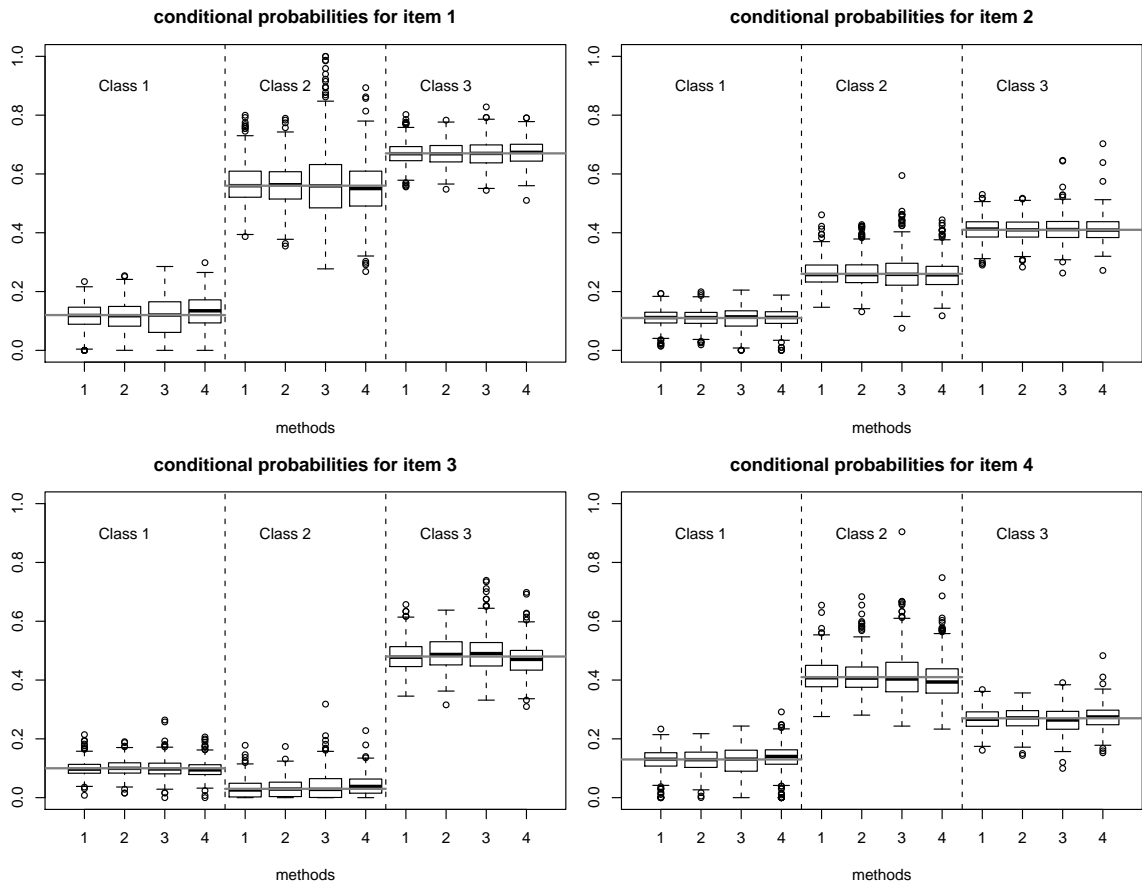 conditional probabilities for item 1
1.0
0.8
0.6
0.4
0.2
0.0
Class 1
Class 2
Class 3
1 2 3 4 1 2 3 4 1 2 3 4
methods
conditional probabilities for item 2
1.0
0.8
0.6
0.4
0.2
0.0
Class 1
Class 2
Class 3
1 2 3 4 1 2 3 4 1 2 3 4
methods
conditional probabilities for item 3
1.0
0.8
0.6
0.4
0.2
0.0
Class 1
Class 2
Class 3
1 2 3 4 1 2 3 4 1 2 3 4
methods
conditional probabilities for item 4
1.0
0.8
0.6
0.4
0.2
0.0
Class 1
Class 2
Class 3
1 2 3 4 1 2 3 4 1 2 3 4
methods